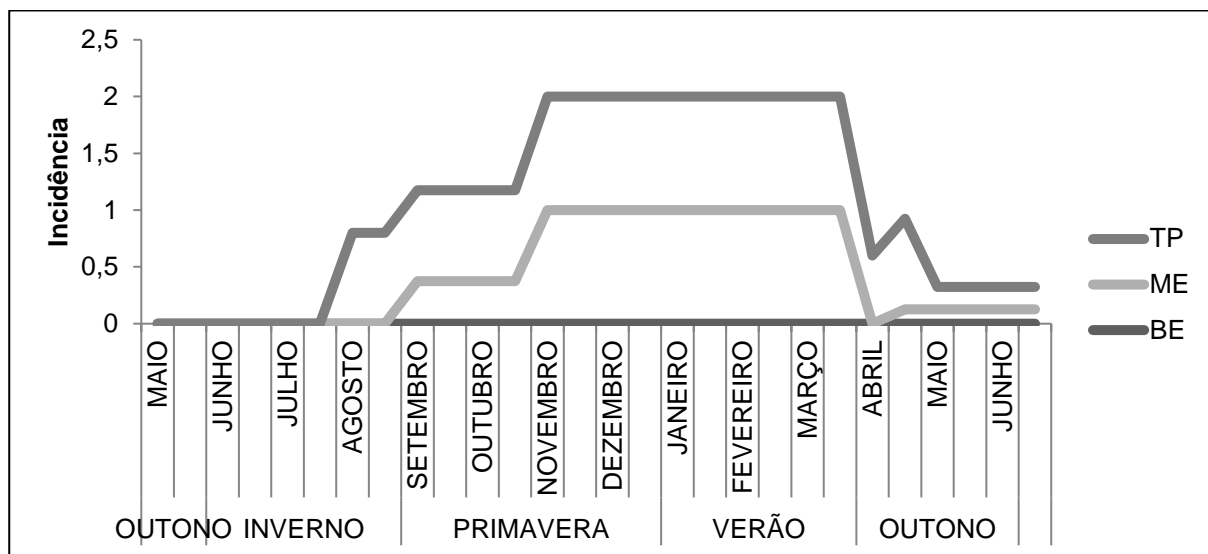 Incidência
2,5
2
1,5
1
0,5
0
MAIO
JUNHO
JULHO
AGOSTO
SETEMBRO
OUTUBRO
NOVEMBRO
DEZEMBRO
JANEIRO
FEVEREIRO
MARÇO
ABRIL
MAIO
JUNHO
OUTONO INVERNO PRIMAVERA VERÃO OUTONO
TP
ME
BE